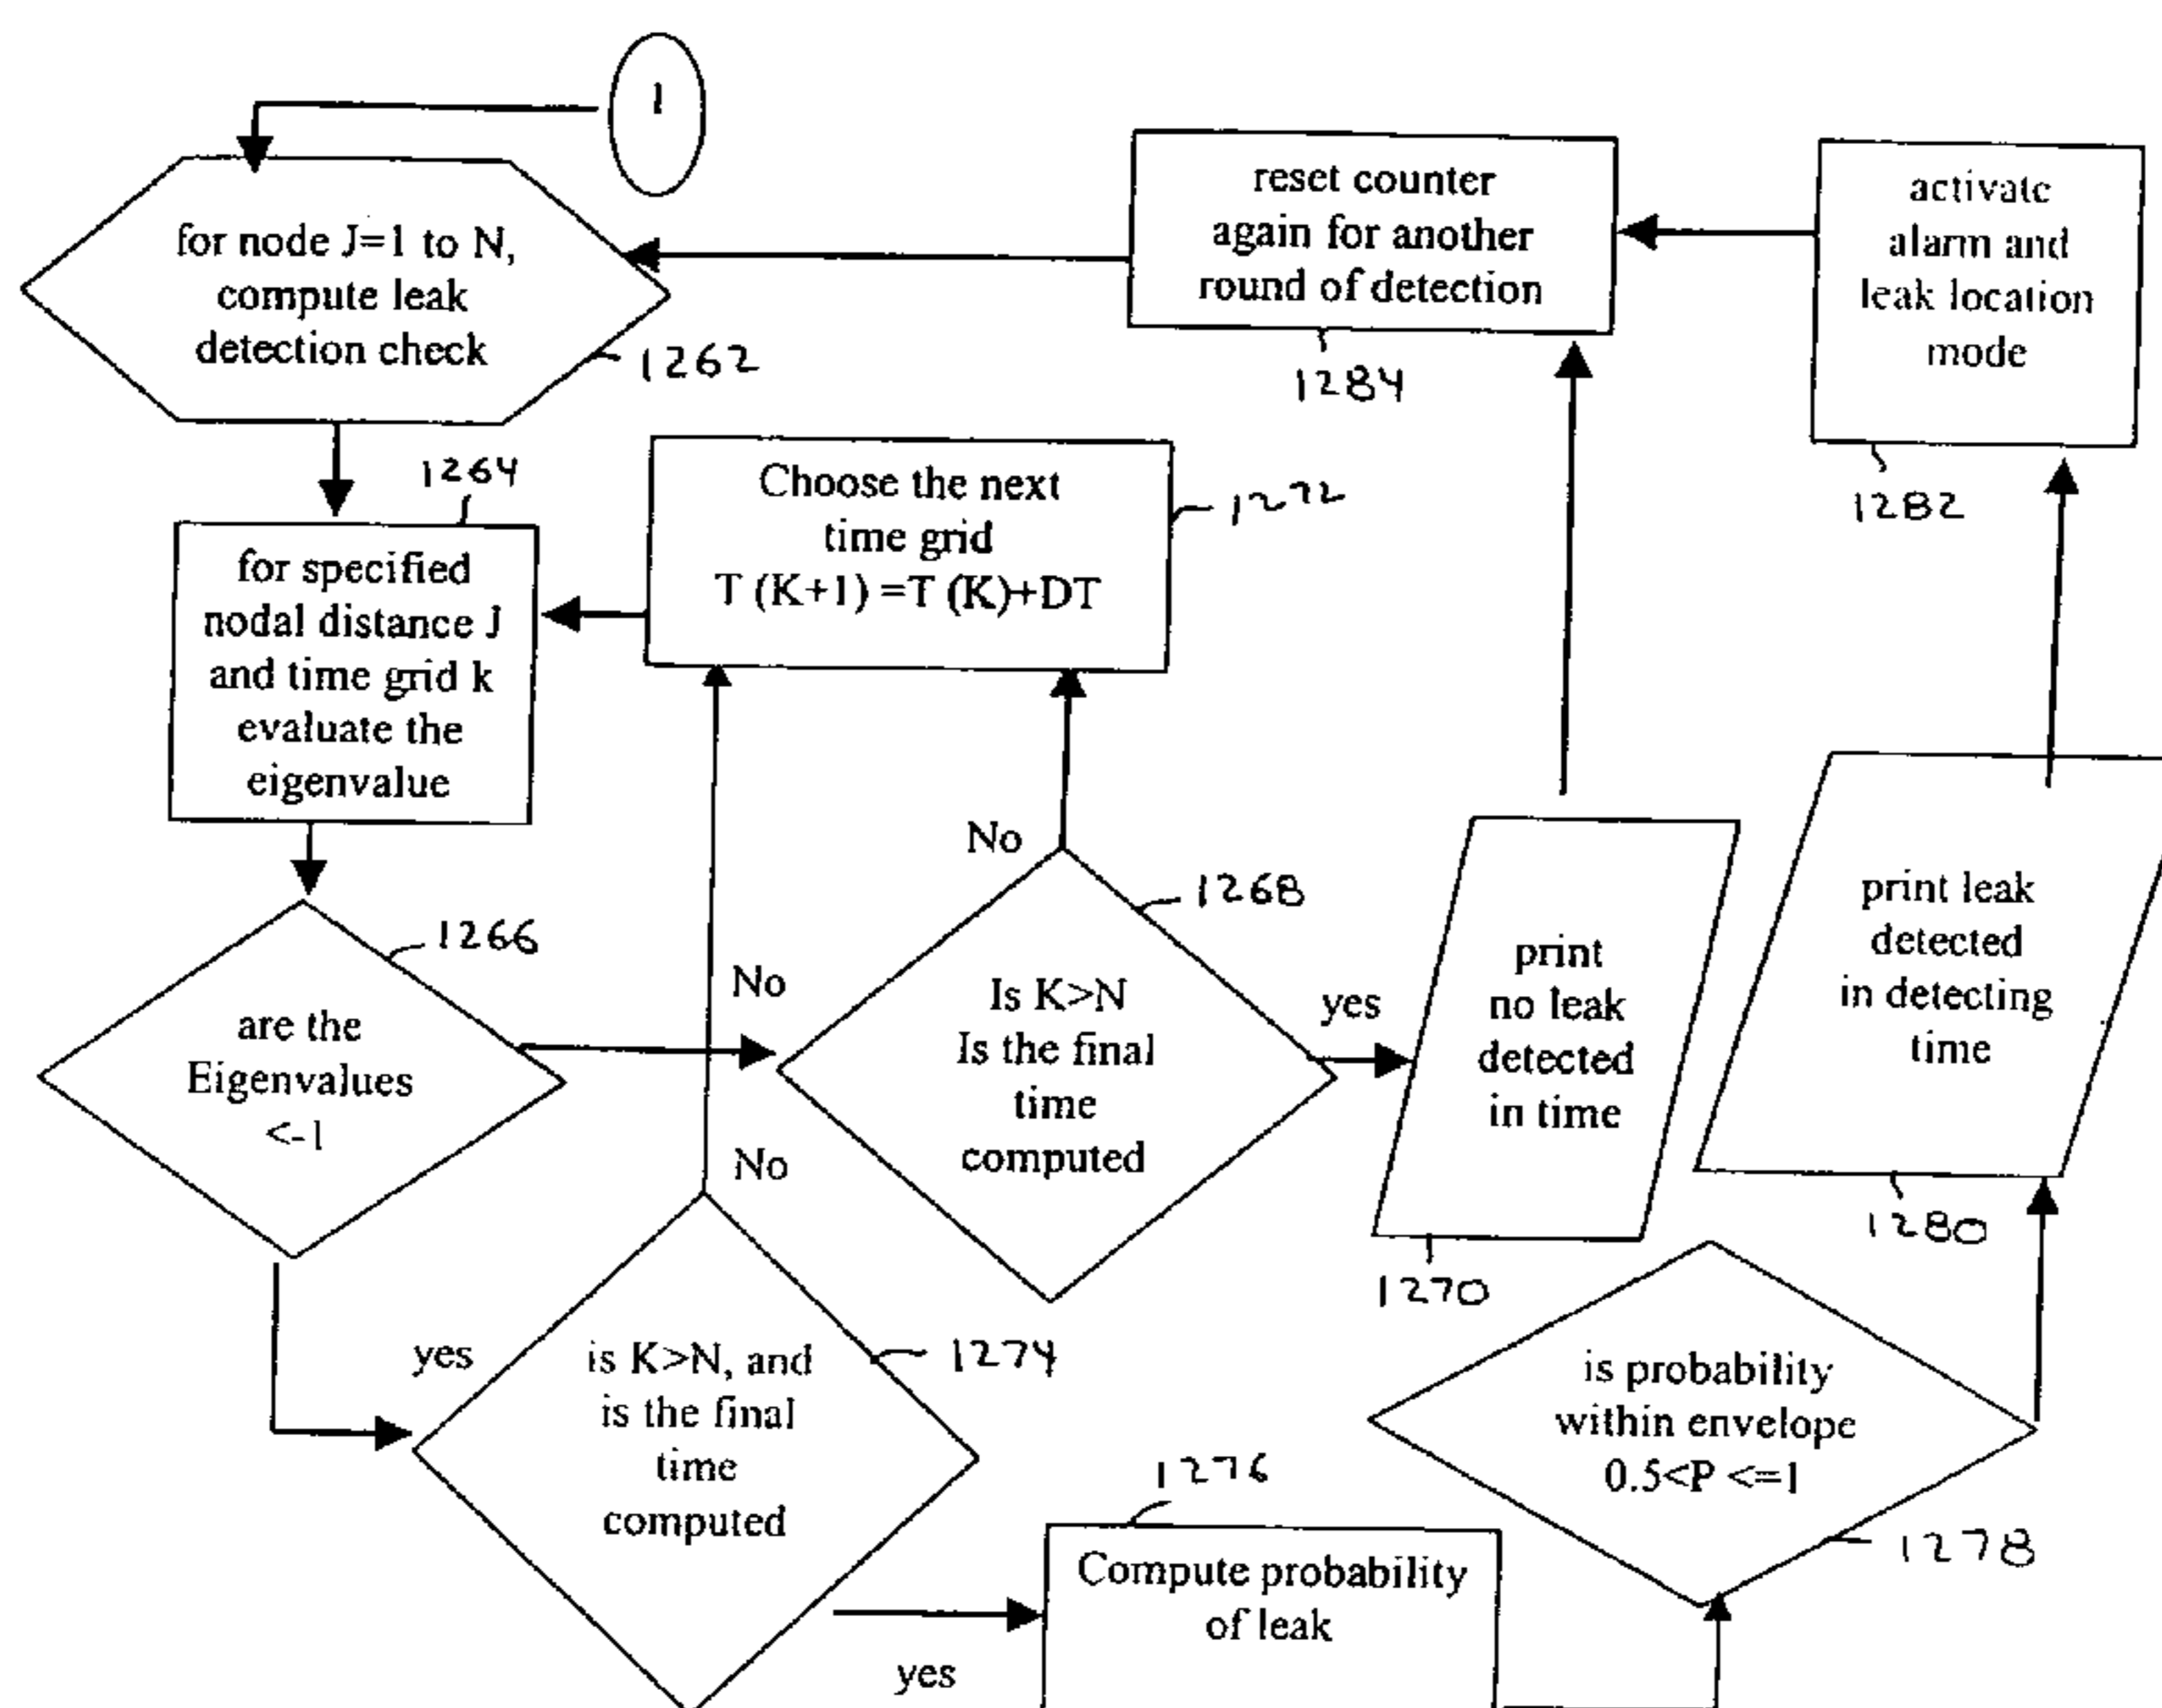 1
for node J=1 to N,
compute leak
detection check
1262
reset counter
again for another
round of detection
1284
activate
alarm and
leak location
mode
1282
1264
for specified
nodal distance J
and time grid k
evaluate the
eigenvalue
Choose the next
time grid
T (K+1) =T (K)+DT
1272
are the
Eigenvalues
<-1
1266
No
No
Is K>N
Is the final
time
computed
1268
yes
print
no leak
detected
in time
1270
print leak
detected
in detecting
time
1280
yes
No
is K>N, and
is the final
time
computed
1274
yes
1276
Compute probability
of leak
is probability
within envelope
0.5<P <=1
1278